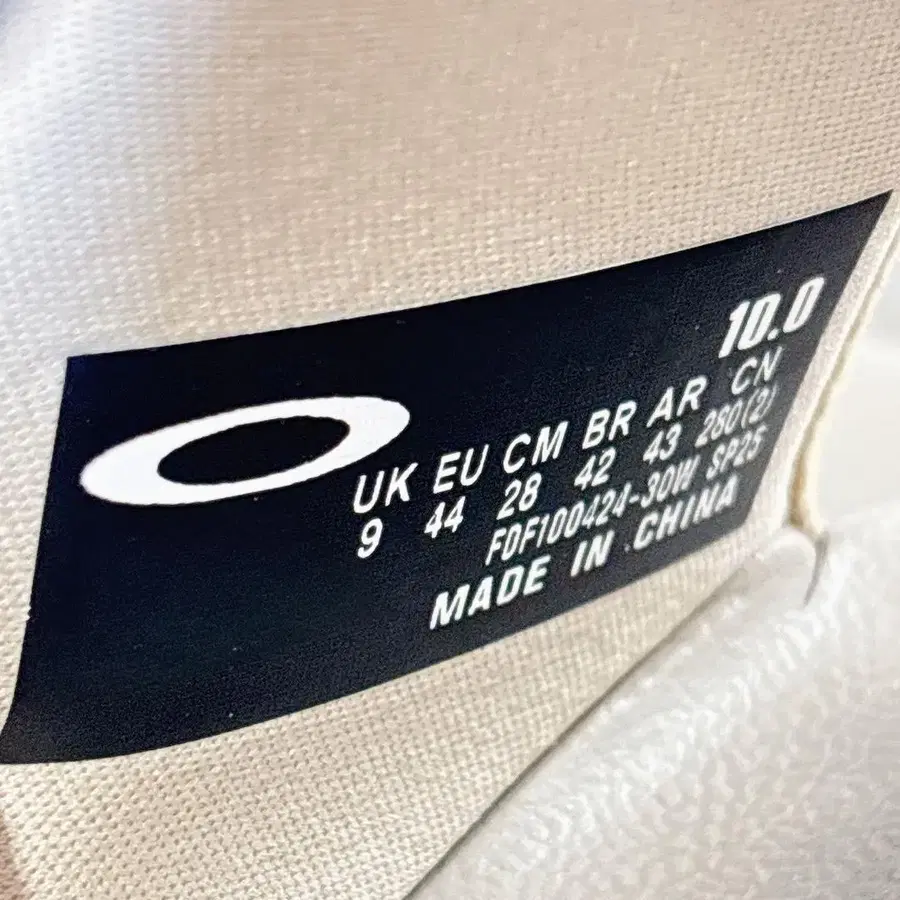 10.0
UK EU CM BR AR CN
9 44 28 42 43 280(2)
FOF100424-30W SP25
MADE IN CHINA